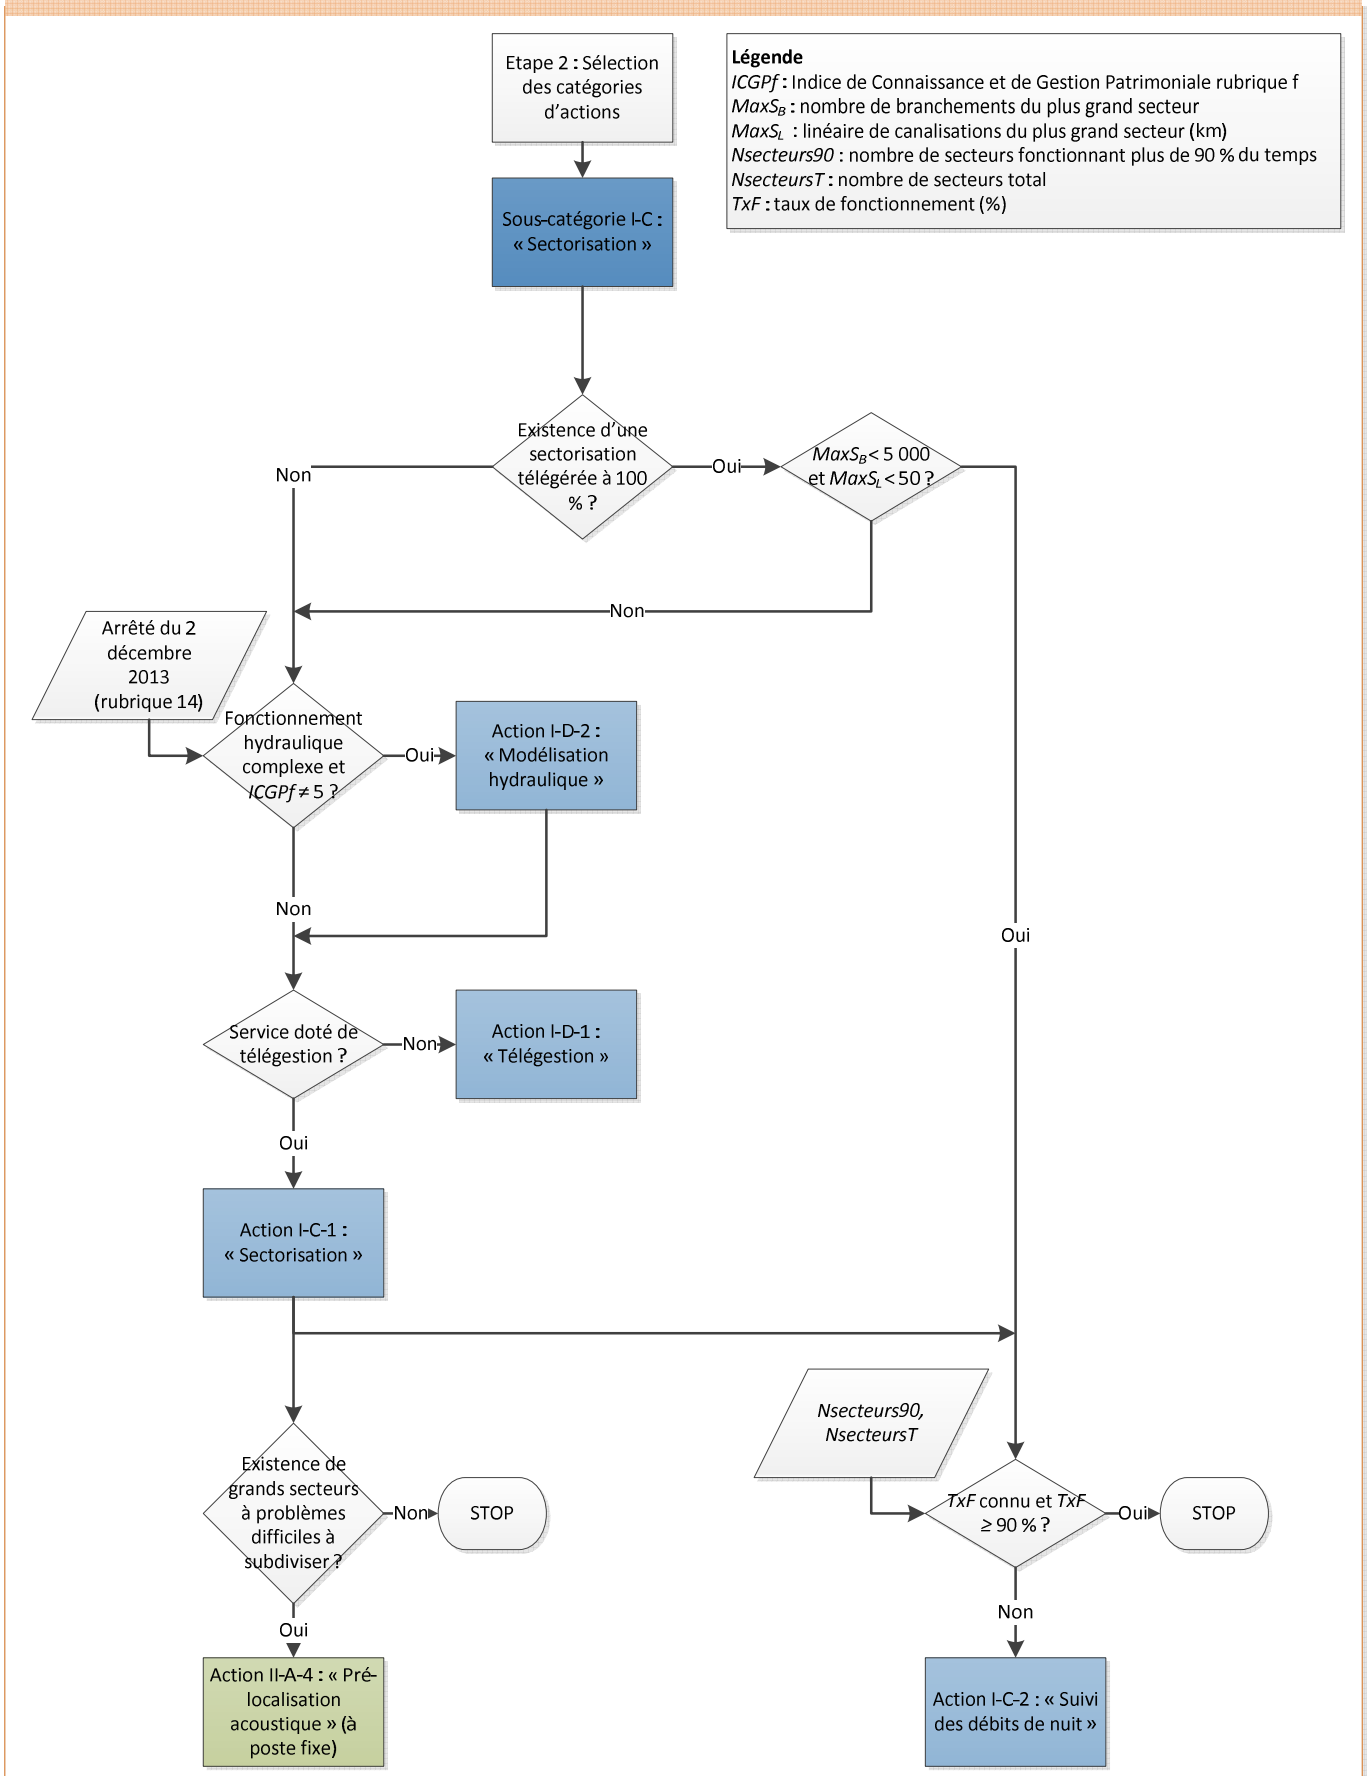 Etape 2 : Sélection
des catégories
d'actions
Légende
ICGPf : Indice de Connaissance et de Gestion Patrimoniale rubrique f
MaxSB : nombre de branchements du plus grand secteur
MaxSL : linéaire de canalisations du plus grand secteur (km)
Nsecteurs90 : nombre de secteurs fonctionnant plus de 90 % du temps
NsecteursT : nombre de secteurs total
TxF : taux de fonctionnement (%)
Sous-catégorie I-C :
« Sectorisation »
Existence d'une
sectorisation
télégérée à 100
% ?
Non
Oui
MaxSB < 5 000
et MaxSL < 50 ?
Non
Oui
Arrêté du 2
décembre
2013
(rubrique 14)
Fonctionnement
hydraulique
complexe et
ICGPf ≠ 5 ?
Oui
Action I-D-2 :
« Modélisation
hydraulique »
Non
Service doté de
télégestion ?
Non
Action I-D-1 :
« Télégestion »
Oui
Action I-C-1 :
« Sectorisation »
Existence de
grands secteurs
à problèmes
difficiles à
subdiviser ?
Non
STOP
Oui
Action II-A-4 : « Pré-
localisation
acoustique » (à
poste fixe)
Nsecteurs90,
NsecteursT
TxF connu et TxF
≥ 90 % ?
Oui
STOP
Non
Action I-C-2 : « Suivi
des débits de nuit »